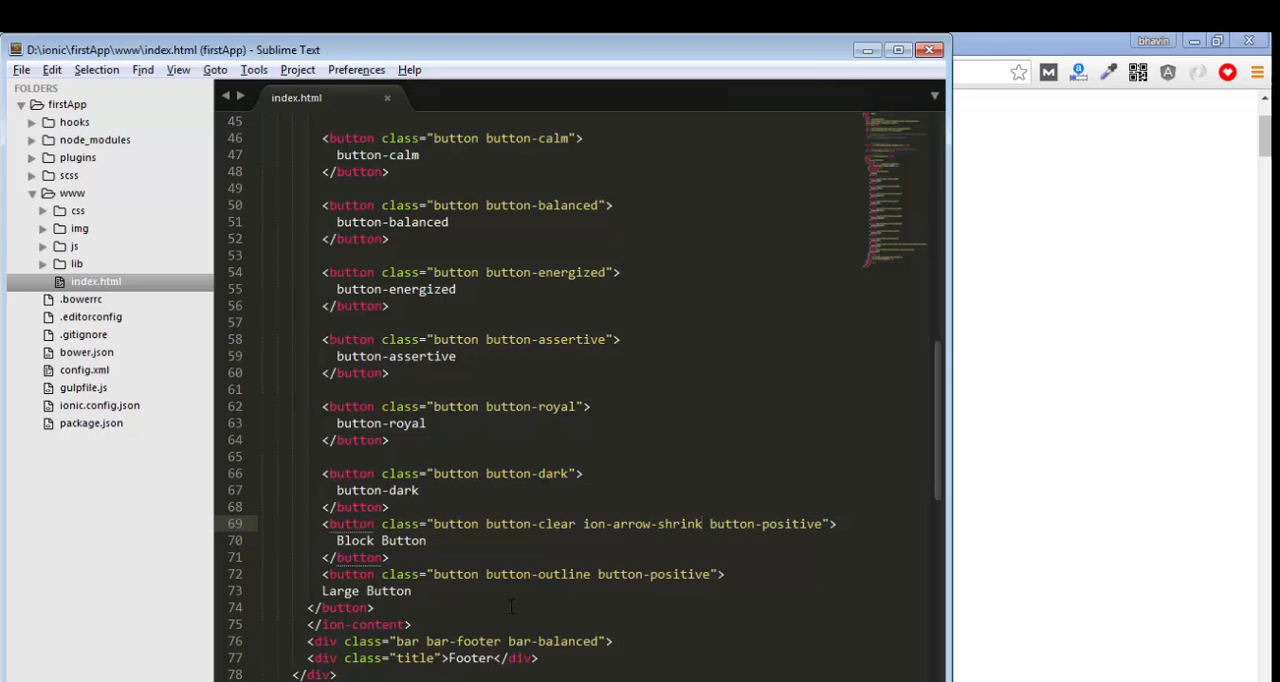 D:\ionic\firstApp\www\index.html (firstApp) - Sublime Text
bhavin
File Edit Selection Find View Goto Tools Project Preferences Help
FOLDERS
firstApp
hooks
node_modules
plugins
scss
www
css
img
js
lib
index.html
.bowerrc
.editorconfig
.gitignore
bower.json
config.xml
gulpfile.js
ionic.config.json
package.json
index.html
45
46 <button class="button button-calm">
47 button-calm
48 </button>
49
50 <button class="button button-balanced">
51 button-balanced
52 </button>
53
54 <button class="button button-energized">
55 button-energized
56 </button>
57
58 <button class="button button-assertive">
59 button-assertive
60 </button>
61
62 <button class="button button-royal">
63 button-royal
64 </button>
65
66 <button class="button button-dark">
67 button-dark
68 </button>
69 <button class="button button-clear ion-arrow-shrink button-positive">
70 Block Button
71 </button>
72 <button class="button button-outline button-positive">
73 Large Button
74 </button>
75 </ion-content>
76 <div class="bar bar-footer bar-balanced">
77 <div class="title">Footer</div>
78 </div>